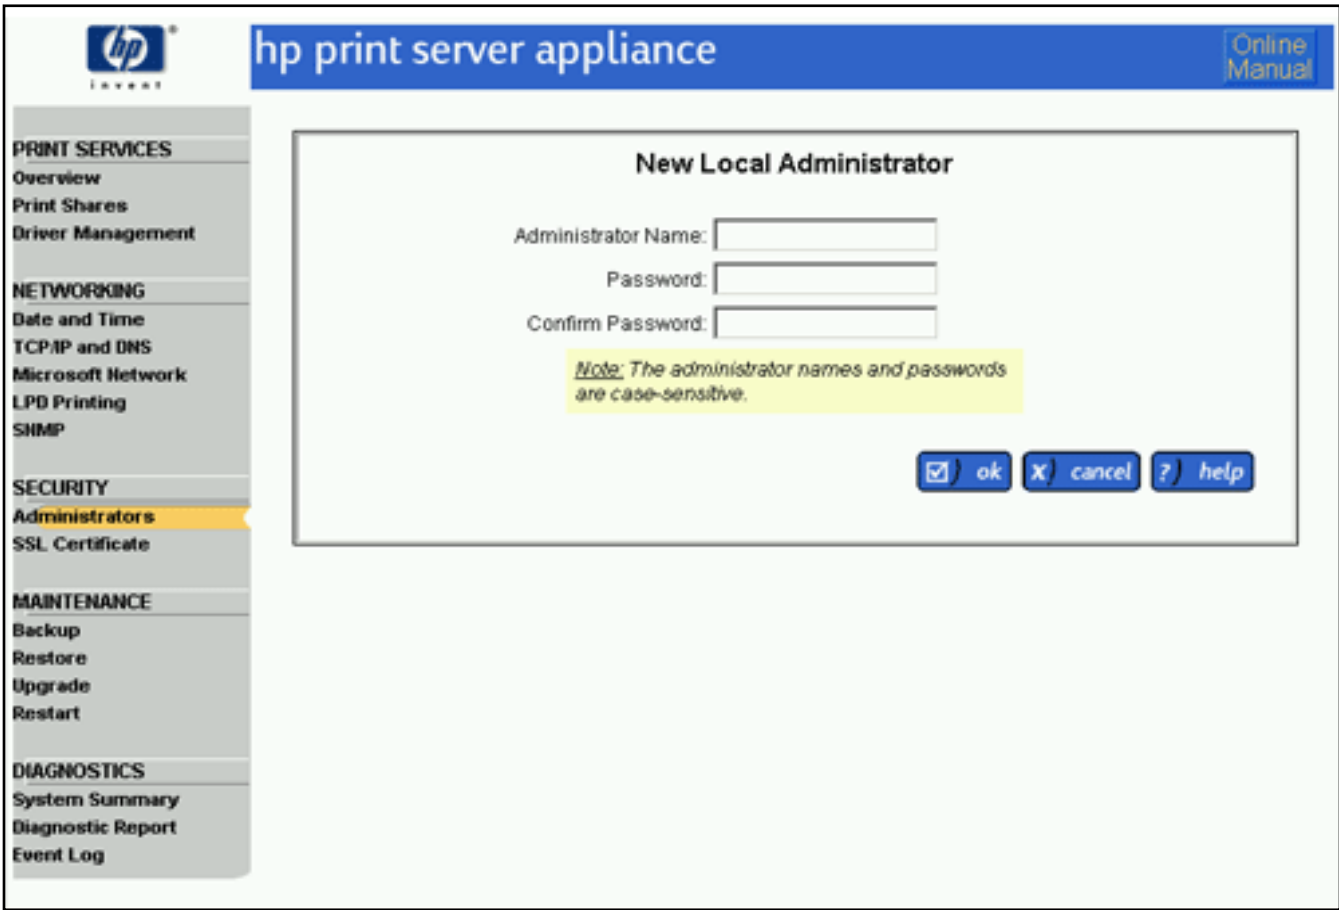 hp
invent
hp print server appliance
Online
Manual
PRINT SERVICES
Overview
Print Shares
Driver Management
NETWORKING
Date and Time
TCP/IP and DNS
Microsoft Network
LPD Printing
SNMP
SECURITY
Administrators
SSL Certificate
MAINTENANCE
Backup
Restore
Upgrade
Restart
DIAGNOSTICS
System Summary
Diagnostic Report
Event Log
New Local Administrator
Administrator Name:
Password:
Confirm Password:
Note: The administrator names and passwords
are case-sensitive.
ok
X) cancel
?) help